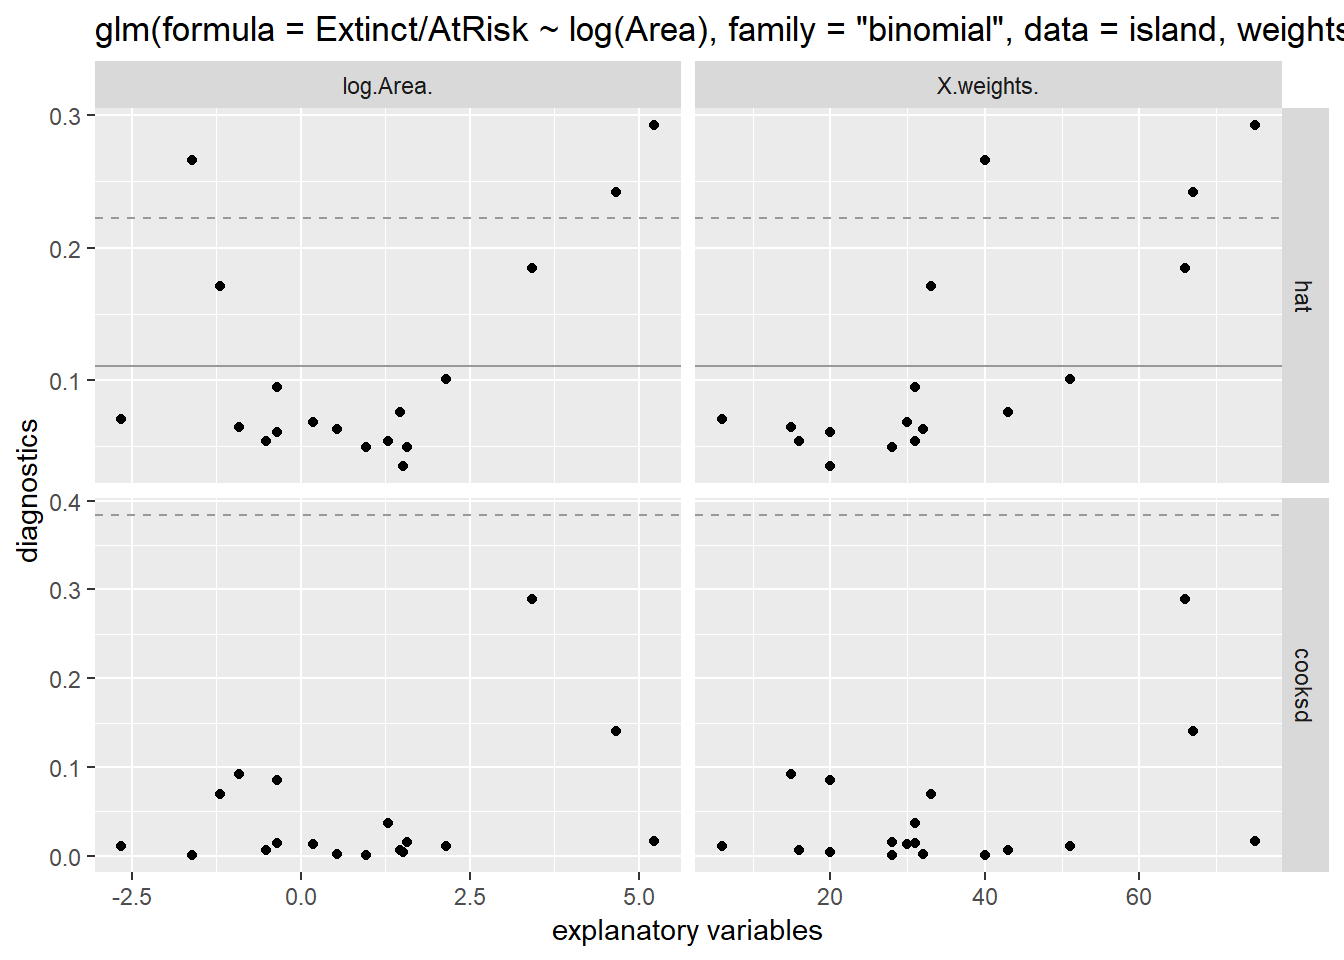 glm(formula = Extinct/AtRisk ~ log(Area), family = "binomial", data = island, weights
log.Area.
X.weights.
0.3
0.2
0.1
hat
diagnostics
0.4
0.3
0.2
0.1
0.0
cooksd
-2.5 0.0 2.5 5.0 20 40 60
explanatory variables